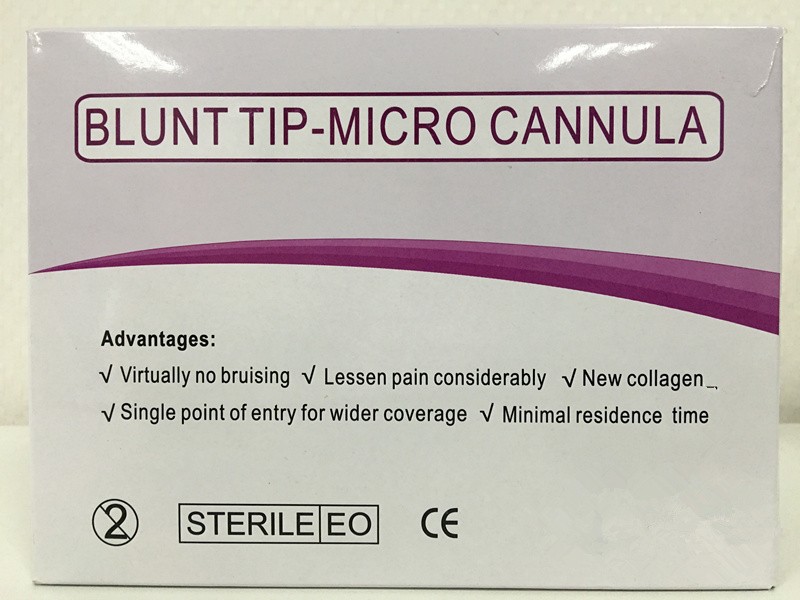 BLUNT TIP-MICRO CANNULA
Advantages:
√ Virtually no bruising √ Lessen pain considerably √ New collagen
√ Single point of entry for wider coverage √ Minimal residence time
2 STERILE EO CE